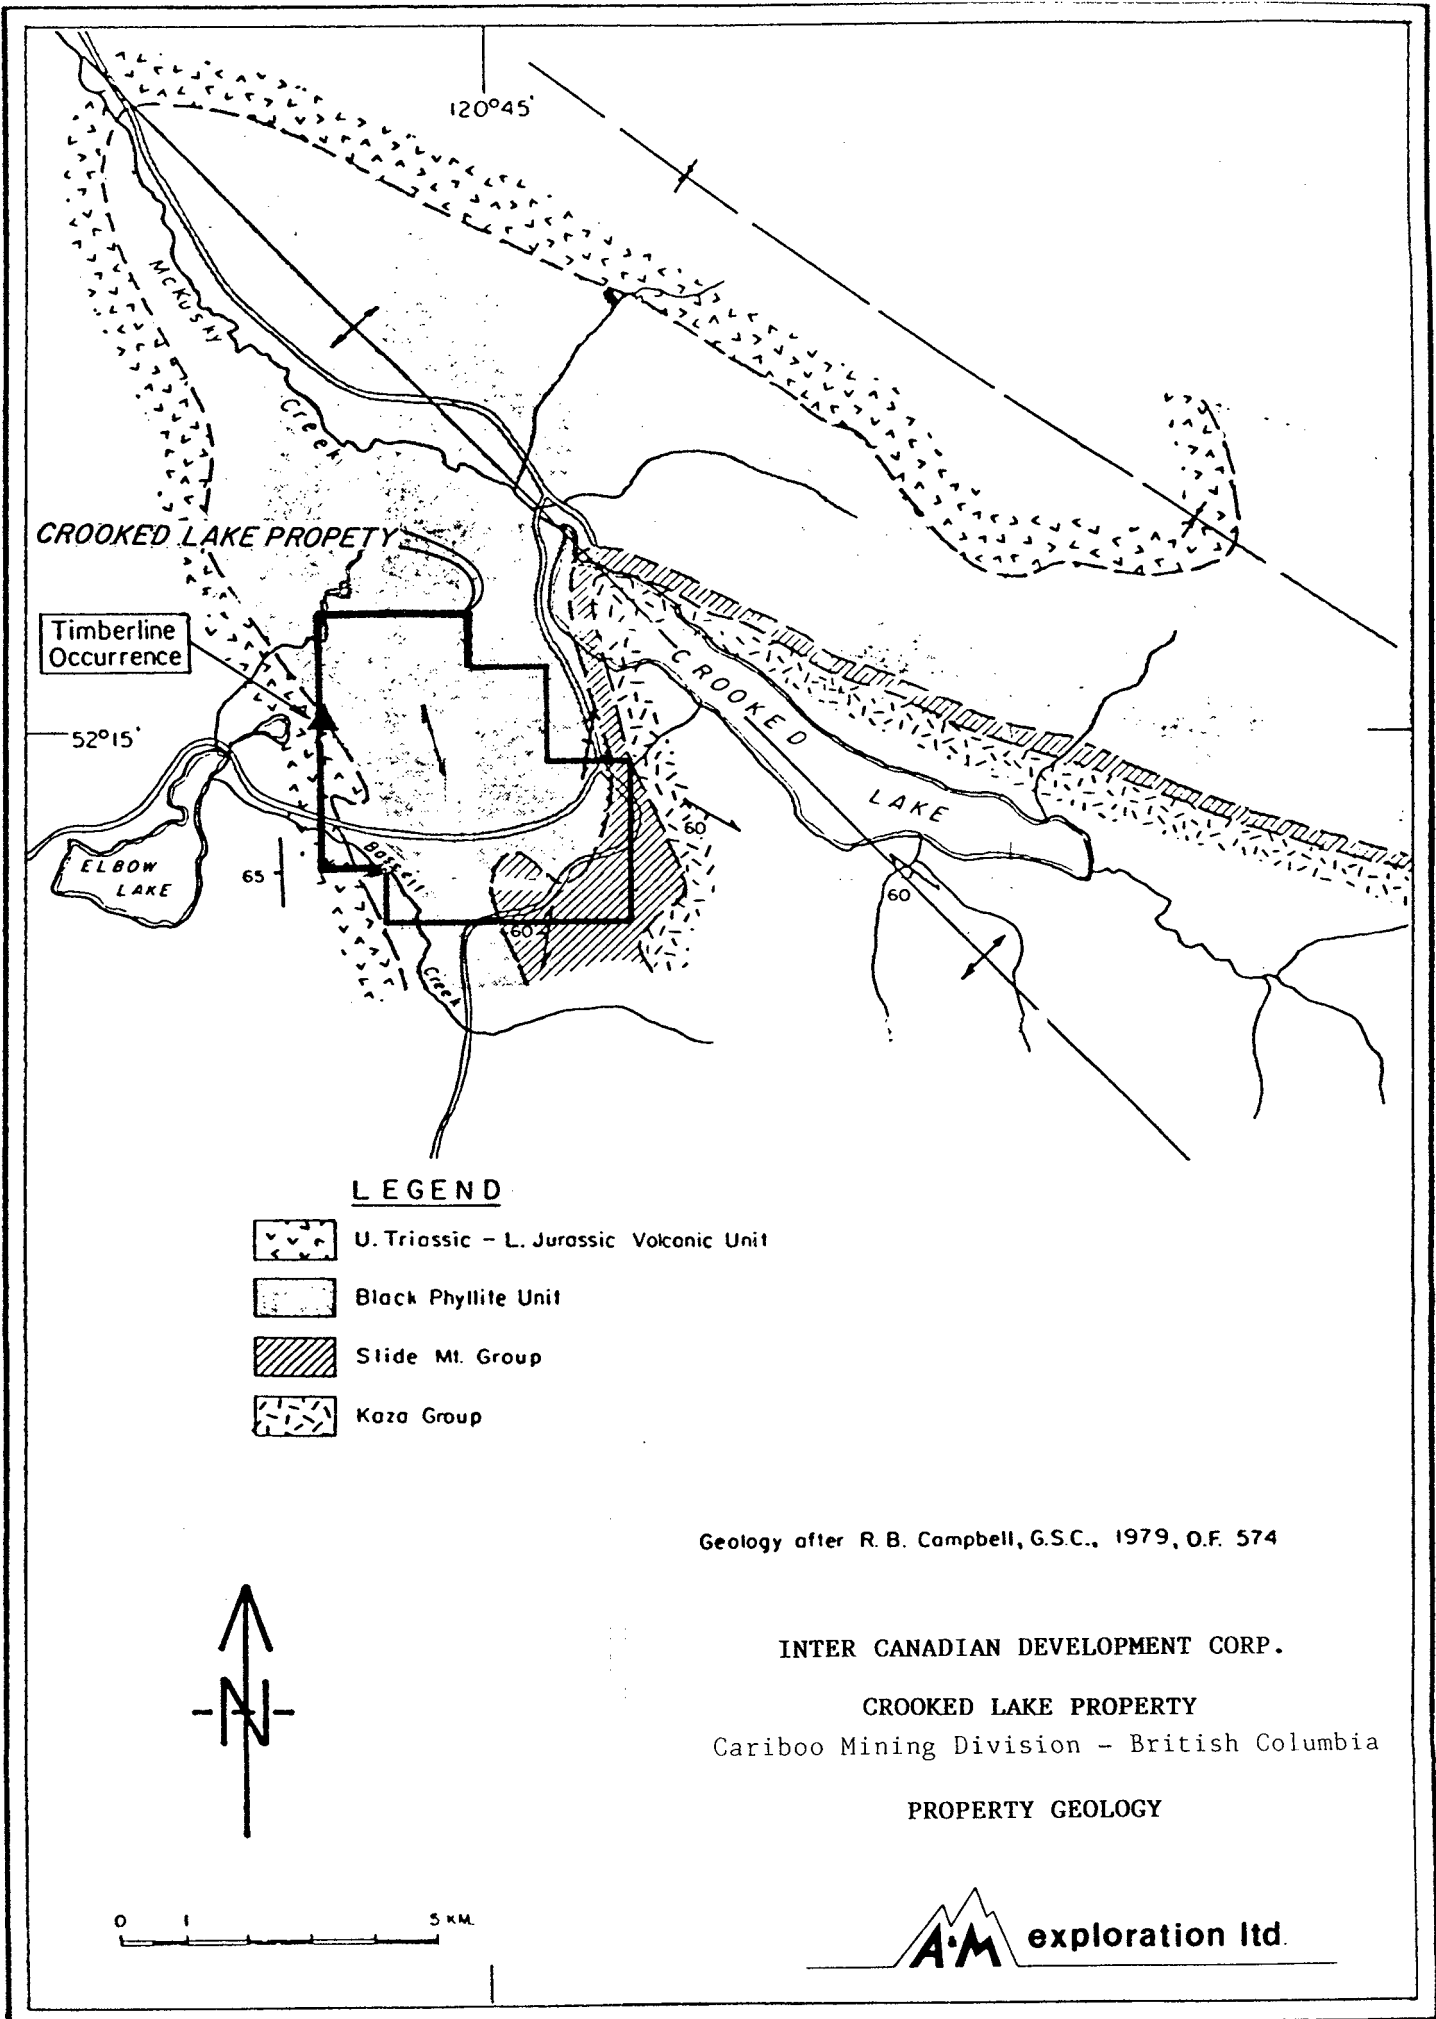 120°45'
McKusky
Creek
CROOKED LAKE PROPETY
Timberline
Occurrence
52°15'
CROOKED
LAKE
ELBOW
LAKE
65
60
60
60
Creek
LEGEND
U. Triassic - L. Jurassic Volcanic Unit
Black Phyllite Unit
Slide Mt. Group
Kaza Group
Geology after R. B. Campbell, G.S.C., 1979, O.F. 574
N
INTER CANADIAN DEVELOPMENT CORP.
CROOKED LAKE PROPERTY
Cariboo Mining Division - British Columbia
PROPERTY GEOLOGY
0 1 5 KM.
A&M exploration ltd.